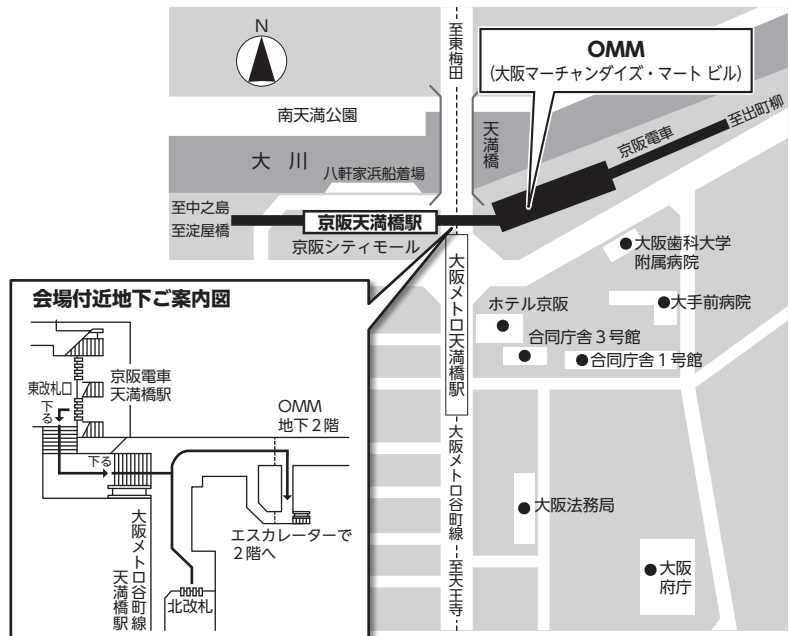 N
至東梅田
OMM
(大阪マーチャンダイズ・マート ビル)
南天満公園
天満橋
京阪電車
至出町柳
大 川
八軒家浜船着場
至中之島
至淀屋橋
京阪天満橋駅
京阪シティモール
大阪歯科大学
附属病院
大阪メトロ天満橋駅
ホテル京阪
大手前病院
合同庁舎3号館
合同庁舎1号館
大阪メトロ谷町線
大阪法務局
至天王寺
大阪
府庁
会場付近地下ご案内図
京阪電車
天満橋駅
東改札口
下る
OMM
地下2階
下る
エスカレーターで
2階へ
大阪メトロ谷町線
天満橋駅
北改札